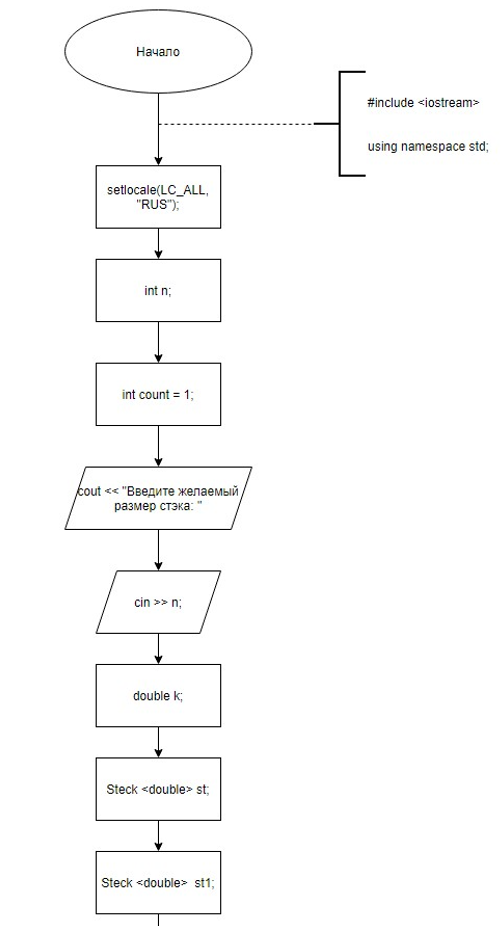 Начало
#include <iostream>
using namespace std;
setlocale(LC_ALL,
"RUS");
int n;
int count = 1;
cout << "Введите желаемый
размер стэка: "
cin >> n;
double k;
Steck <double> st;
Steck <double>  st1;